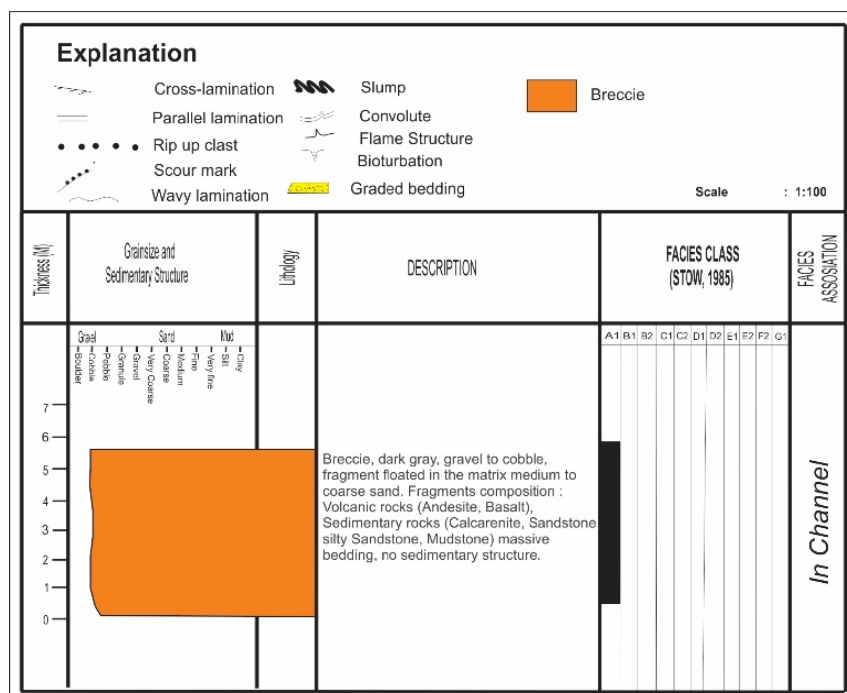 Explanation
Cross-lamination
Parallel lamination
Rip up clast
Scour mark
Wavy lamination
Slump
Convolute
Flame Structure
Bioturbation
Graded bedding
Breccie
Scale : 1:100
Thickness (M)
Grainsize and
Sedimentary Structure
Lithology
DESCRIPTION
FACIES CLASS
(STOW, 1985)
FACIES
ASSOSIATION
Gravel Sand Mud
Boulder
Cobble
Pebble
Granule
Gravel
Very Coarse
Coarse
Medium
Fine
Very fine
Silt
Clay
A1 B1 B2 C1 C2 D1 D2 E1 E2 F2 G1
7
6
5
4
3
2
1
0
Breccie, dark gray, gravel to cobble,
fragment floated in the matrix medium to
coarse sand. Fragments composition :
Volcanic rocks (Andesite, Basalt),
Sedimentary rocks (Calcarenite, Sandstone
silty Sandstone, Mudstone) massive
bedding, no sedimentary structure.
In Channel